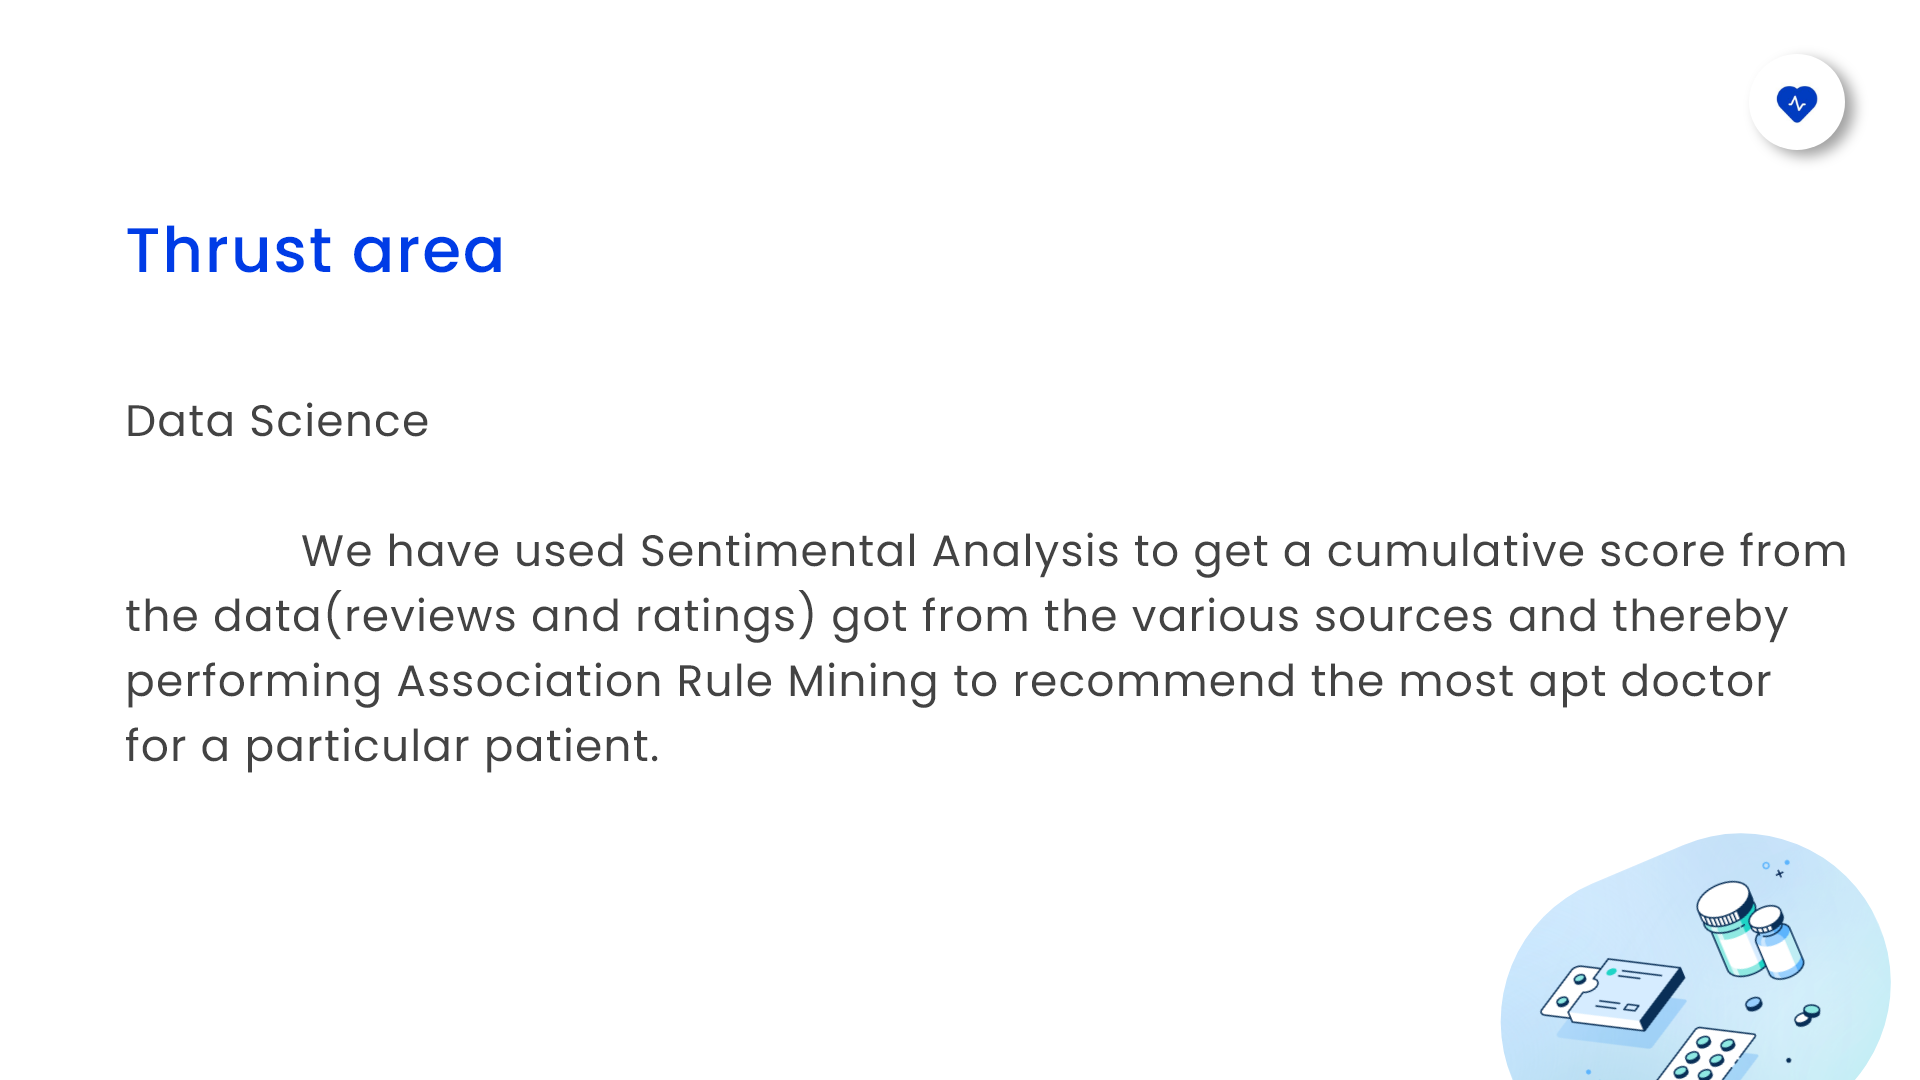 Thrust area
Data Science
We have used Sentimental Analysis to get a cumulative score from
the data(reviews and ratings) got from the various sources and thereby
performing Association Rule Mining to recommend the most apt doctor
for a particular patient.